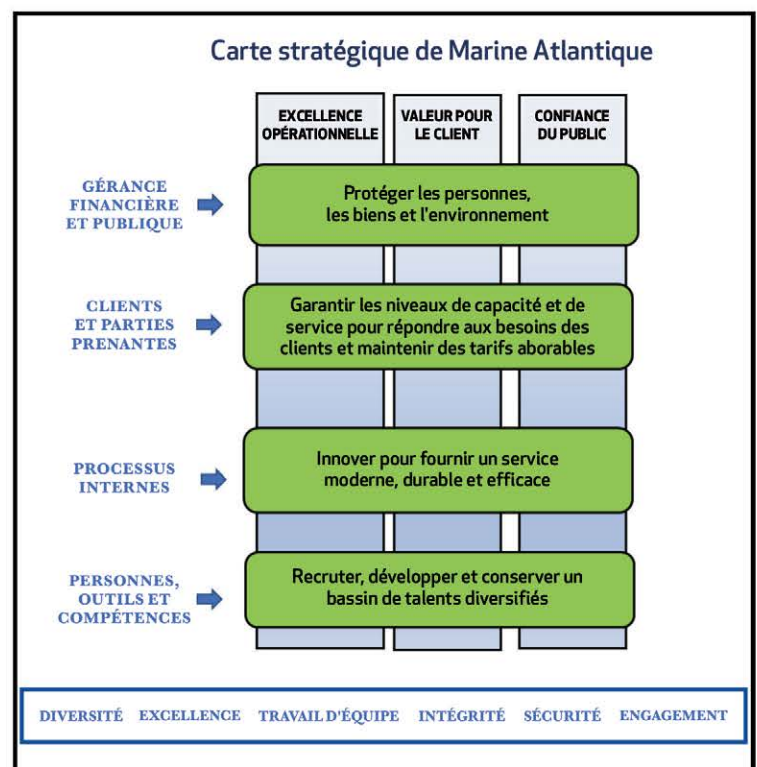 Carte stratégique de Marine Atlantique
EXCELLENCE
OPÉRATIONNELLE
VALEUR POUR
LE CLIENT
CONFIANCE
DU PUBLIC
GÉRANCE
FINANCIÈRE
ET PUBLIQUE
Protéger les personnes,
les biens et l'environnement
CLIENTS
ET PARTIES
PRENANTES
Garantir les niveaux de capacité et de
service pour répondre aux besoins des
clients et maintenir des tarifs aborables
PROCESSUS
INTERNES
Innover pour fournir un service
moderne, durable et efficace
PERSONNES,
OUTILS ET
COMPÉTENCES
Recruter, développer et conserver un
bassin de talents diversifiés
DIVERSITÉ EXCELLENCE TRAVAIL D'ÉQUIPE INTÉGRITÉ SÉCURITÉ ENGAGEMENT